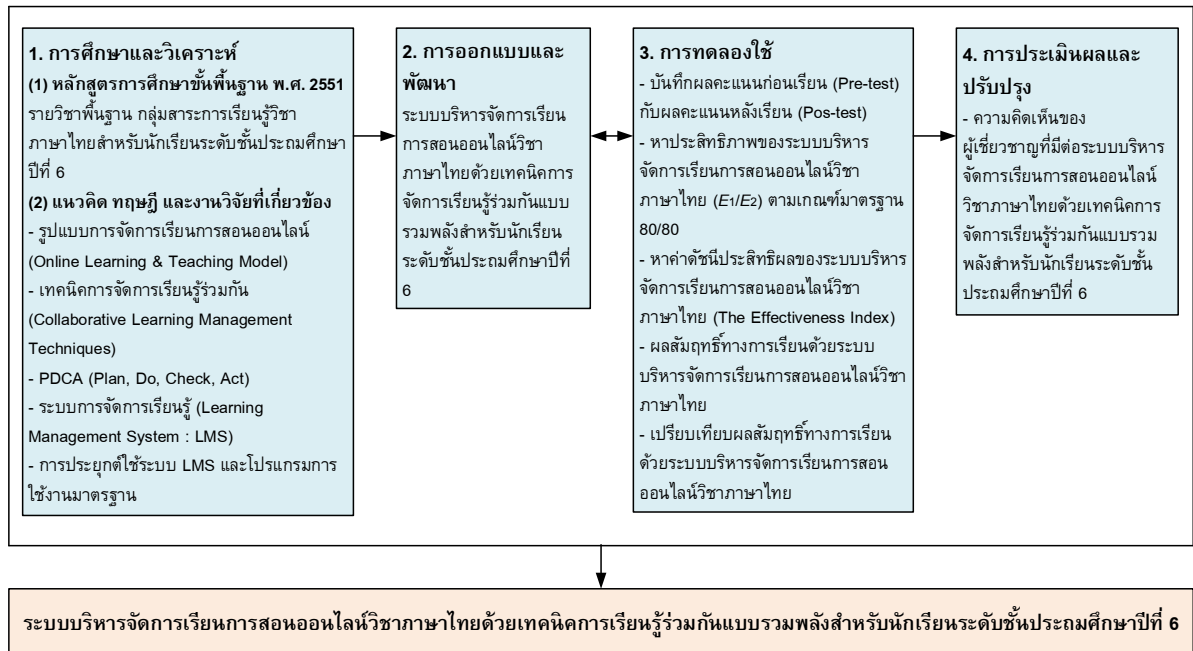 1. การศึกษาและวิเคราะห์
(1) หลักสูตรการศึกษาขั้นพื้นฐาน พ.ศ. 2551
รายวิชาพื้นฐาน กลุ่มสาระการเรียนรู้วิชา
ภาษาไทยสำหรับนักเรียนระดับชั้นประถมศึกษา
ปีที่ 6
(2) แนวคิด ทฤษฎี และงานวิจัยที่เกี่ยวข้อง
- รูปแบบการจัดการเรียนการสอนออนไลน์
(Online Learning & Teaching Model)
- เทคนิคการจัดการเรียนรู้ร่วมกัน
(Collaborative Learning Management
Techniques)
- PDCA (Plan, Do, Check, Act)
- ระบบการจัดการเรียนรู้ (Learning
Management System : LMS)
- การประยุกต์ใช้ระบบ LMS และโปรแกรมการ
ใช้งานมาตรฐาน
2. การออกแบบและ
พัฒนา
ระบบบริหารจัดการเรียน
การสอนออนไลน์วิชา
ภาษาไทยด้วยเทคนิคการ
จัดการเรียนรู้ร่วมกันแบบ
รวมพลังสำหรับนักเรียน
ระดับชั้นประถมศึกษาปีที่
6
3. การทดลองใช้
- บันทึกผลคะแนนก่อนเรียน (Pre-test)
กับผลคะแนนหลังเรียน (Pos-test)
- หาประสิทธิภาพของระบบบริหาร
จัดการเรียนการสอนออนไลน์วิชา
ภาษาไทย (E1/E2) ตามเกณฑ์มาตรฐาน
80/80
- หาค่าดัชนีประสิทธิผลของระบบบริหาร
จัดการเรียนการสอนออนไลน์วิชา
ภาษาไทย (The Effectiveness Index)
- ผลสัมฤทธิ์ทางการเรียนด้วยระบบ
บริหารจัดการเรียนการสอนออนไลน์วิชา
ภาษาไทย
- เปรียบเทียบผลสัมฤทธิ์ทางการเรียน
ด้วยระบบบริหารจัดการเรียนการสอน
ออนไลน์วิชาภาษาไทย
4. การประเมินผลและ
ปรับปรุง
- ความคิดเห็นของ
ผู้เชี่ยวชาญที่มีต่อระบบบริหาร
จัดการเรียนการสอนออนไลน์
วิชาภาษาไทยด้วยเทคนิคการ
จัดการเรียนรู้ร่วมกันแบบรวม
พลังสำหรับนักเรียนระดับชั้น
ประถมศึกษาปีที่ 6
ระบบบริหารจัดการเรียนการสอนออนไลน์วิชาภาษาไทยด้วยเทคนิคการเรียนรู้ร่วมกันแบบรวมพลังสำหรับนักเรียนระดับชั้นประถมศึกษาปีที่ 6